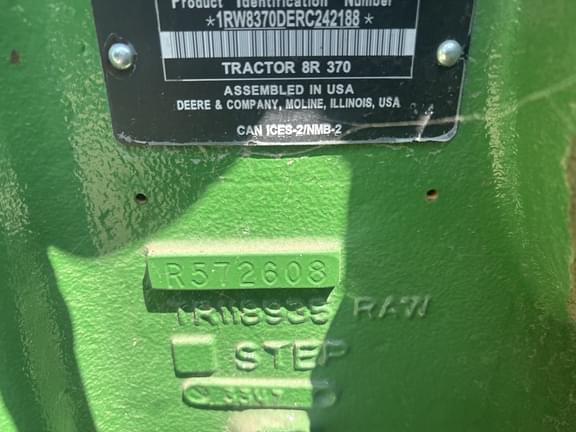 Product Identification Number
*1RW8370DERC242188*
TRACTOR 8R 370
ASSEMBLED IN USA
DEERE & COMPANY, MOLINE, ILLINOIS, USA
CAN ICES-2/NMB-2
R572608
RAW
STEP